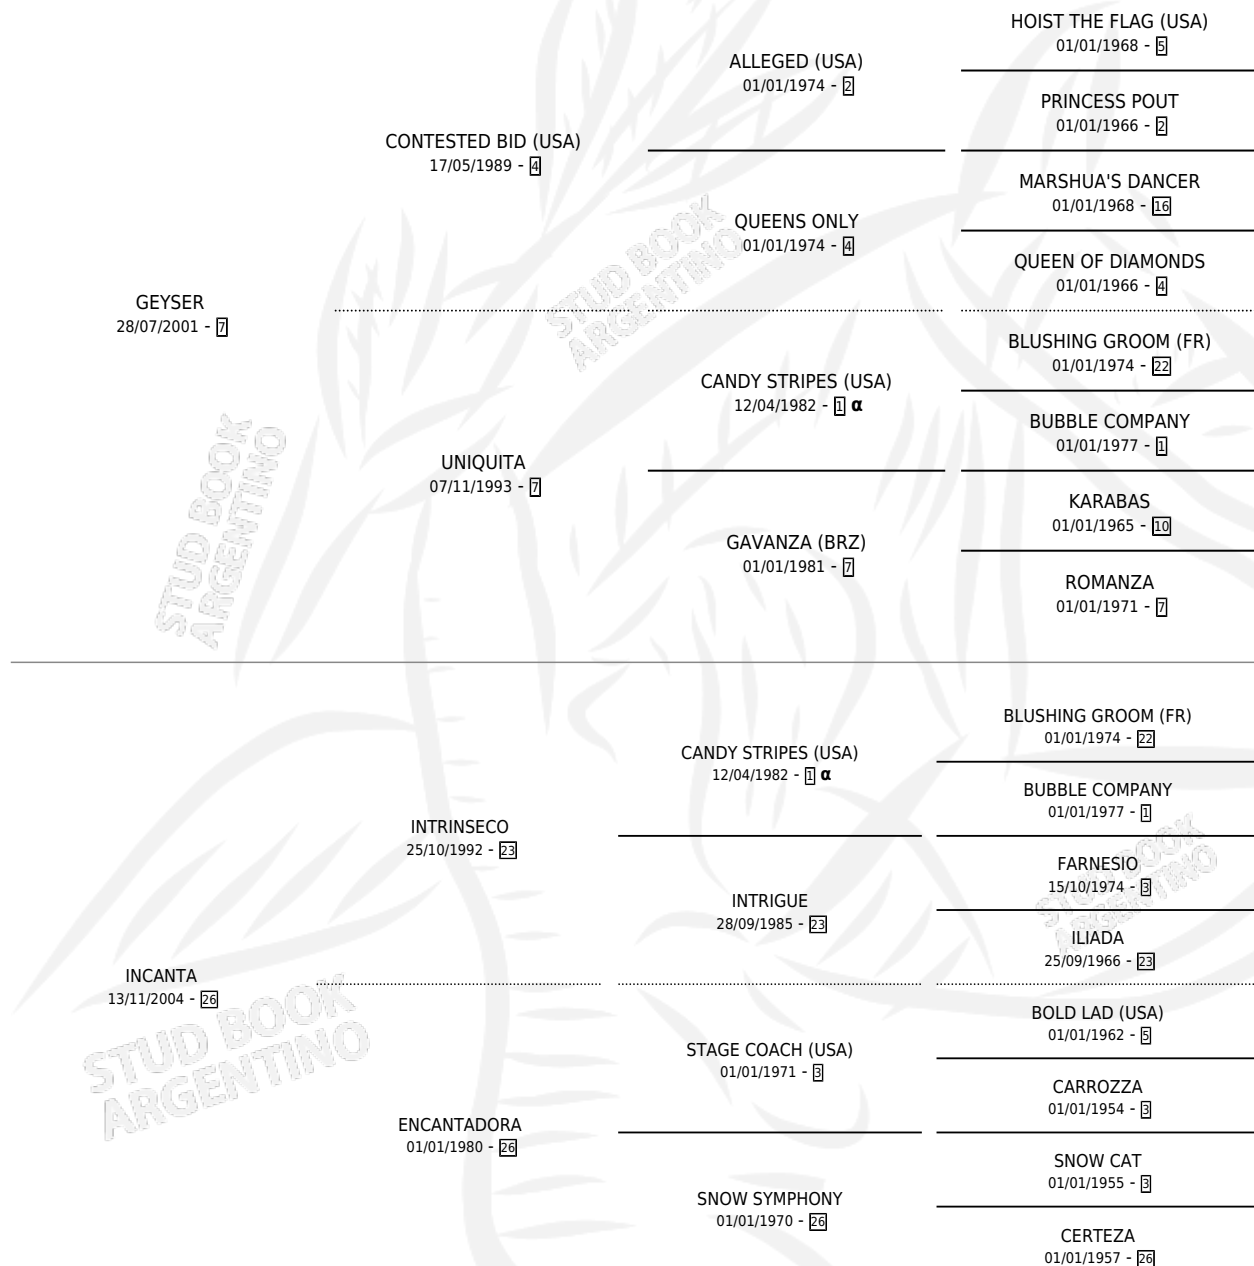 HOIST THE FLAG (USA)
01/01/1968 - 5
ALLEGED (USA)
01/01/1974 - 2
PRINCESS POUT
01/01/1966 - 2
CONTESTED BID (USA)
17/05/1989 - 4
MARSHUA'S DANCER
01/01/1968 - 16
QUEENS ONLY
01/01/1974 - 4
QUEEN OF DIAMONDS
01/01/1966 - 4
GEYSER
28/07/2001 - 7
BLUSHING GROOM (FR)
01/01/1974 - 22
CANDY STRIPES (USA)
12/04/1982 - 1 α
BUBBLE COMPANY
01/01/1977 - 1
UNIQUITA
07/11/1993 - 7
KARABAS
01/01/1965 - 10
GAVANZA (BRZ)
01/01/1981 - 7
ROMANZA
01/01/1971 - 7
BLUSHING GROOM (FR)
01/01/1974 - 22
CANDY STRIPES (USA)
12/04/1982 - 1 α
BUBBLE COMPANY
01/01/1977 - 1
INTRINSECO
25/10/1992 - 23
FARNESIO
15/10/1974 - 3
INTRIGUE
28/09/1985 - 23
ILIADA
25/09/1966 - 23
INCANTA
13/11/2004 - 26
BOLD LAD (USA)
01/01/1962 - 5
STAGE COACH (USA)
01/01/1971 - 3
CARROZZA
01/01/1954 - 3
ENCANTADORA
01/01/1980 - 26
SNOW CAT
01/01/1955 - 3
SNOW SYMPHONY
01/01/1970 - 26
CERTEZA
01/01/1957 - 26
STUD BOOK
ARGENTINO
STUD BOOK
ARGENTINO
STUD BOOK
ARGENTINO
STUD BOOK
ARGENTINO